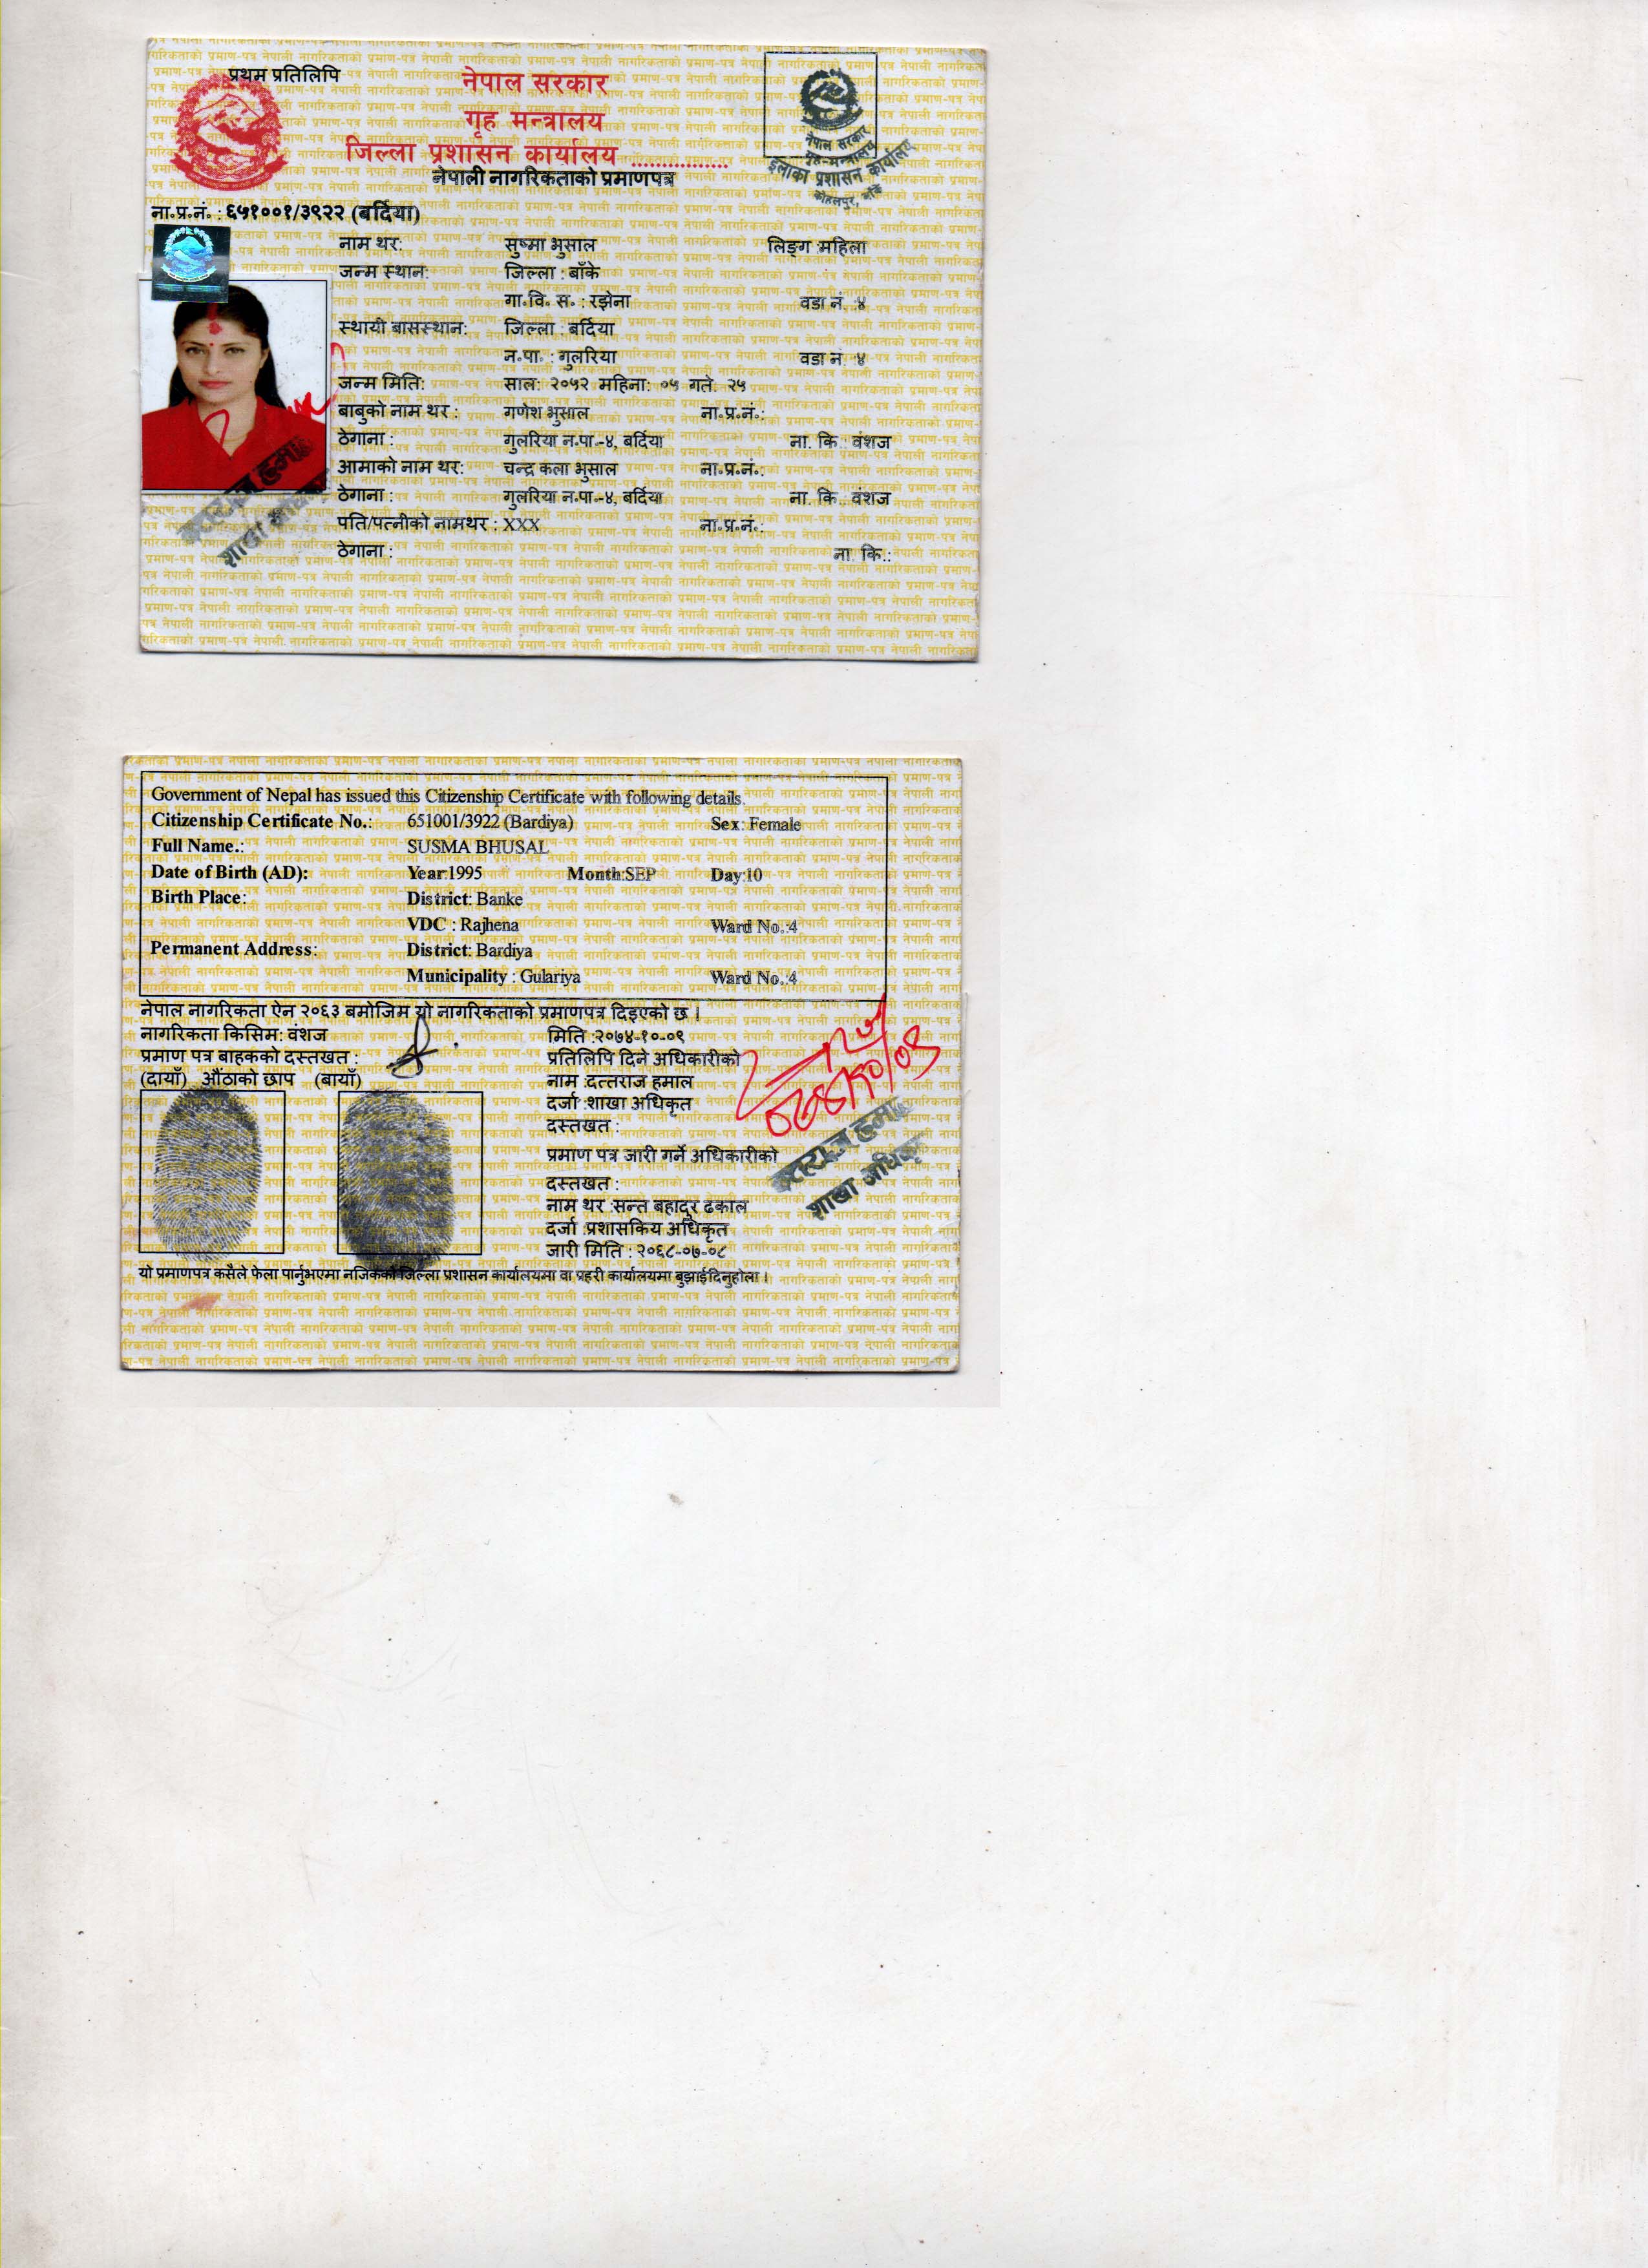 प्रथम प्रतिलिपि
नेपाल सरकार
गृह मन्त्रालय
जिल्ला प्रशासन कार्यालय ................
नेपाली नागरिकताको प्रमाणपत्र
नेपाल सरकार
गृह-मन्त्रालय
इलाका प्रशासन कार्यालय
कोहलपुर, बाँके
ना॰प्र॰नं॰ : ६५१००१/३९२२ (बर्दिया)
नाम थर: सुष्मा भुसाल लिङ्ग :महिला
जन्म स्थान: जिल्ला : बाँके
गा॰वि॰ स॰ : रझेना वडा नं :४
स्थायी बासस्थान: जिल्ला : बर्दिया
न॰पा॰ : गुलरिया वडा नं :४
जन्म मिति: साल: २०५२ महिना: ०५ गते: २५
बाबुको नाम थर : गणेश भुसाल ना॰प्र॰नं॰:
ठेगाना : गुलरिया न.पा.-४, बर्दिया ना. कि.: वंशज
आमाको नाम थर: चन्द्र कला भुसाल ना॰प्र॰नं॰:
ठेगाना : गुलरिया न.पा.-४, बर्दिया ना. कि.: वंशज
पति/पत्नीको नामथर : XXX ना॰प्र॰नं॰:
ठेगाना : ना. कि.:
Government of Nepal has issued this Citizenship Certificate with following details.
Citizenship Certificate No.: 651001/3922 (Bardiya) Sex: Female
Full Name.: SUSMA BHUSAL
Date of Birth (AD): Year:1995 Month:SEP Day:10
Birth Place: District: Banke
VDC : Rajhena Ward No.:4
Permanent Address: District: Bardiya
Municipality : Gulariya Ward No.:4
नेपाल नागरिकता ऐन २०६३ बमोजिम यो नागरिकताको प्रमाणपत्र दिइएको छ ।
नागरिकता किसिम: वंशज मिति :२०७४-१०-०९
प्रमाण पत्र बाहकको दस्तखत : प्रतिलिपि दिने अधिकारीको
(दायाँ) औंठाको छाप (बायाँ) नाम :दत्तराज हमाल
दर्जा :शाखा अधिकृत
दस्तखत :
प्रमाण पत्र जारी गर्ने अधिकारीको
दस्तखत :
नाम थर :सन्त बहादुर ढकाल
दर्जा :प्रशासकिय अधिकृत
जारी मिति : २०६८-०७-०८
यो प्रमाणपत्र कसैले फेला पार्नुभएमा नजिकको जिल्ला प्रशासन कार्यालयमा वा प्रहरी कार्यालयमा बुझाईदिनुहोला ।